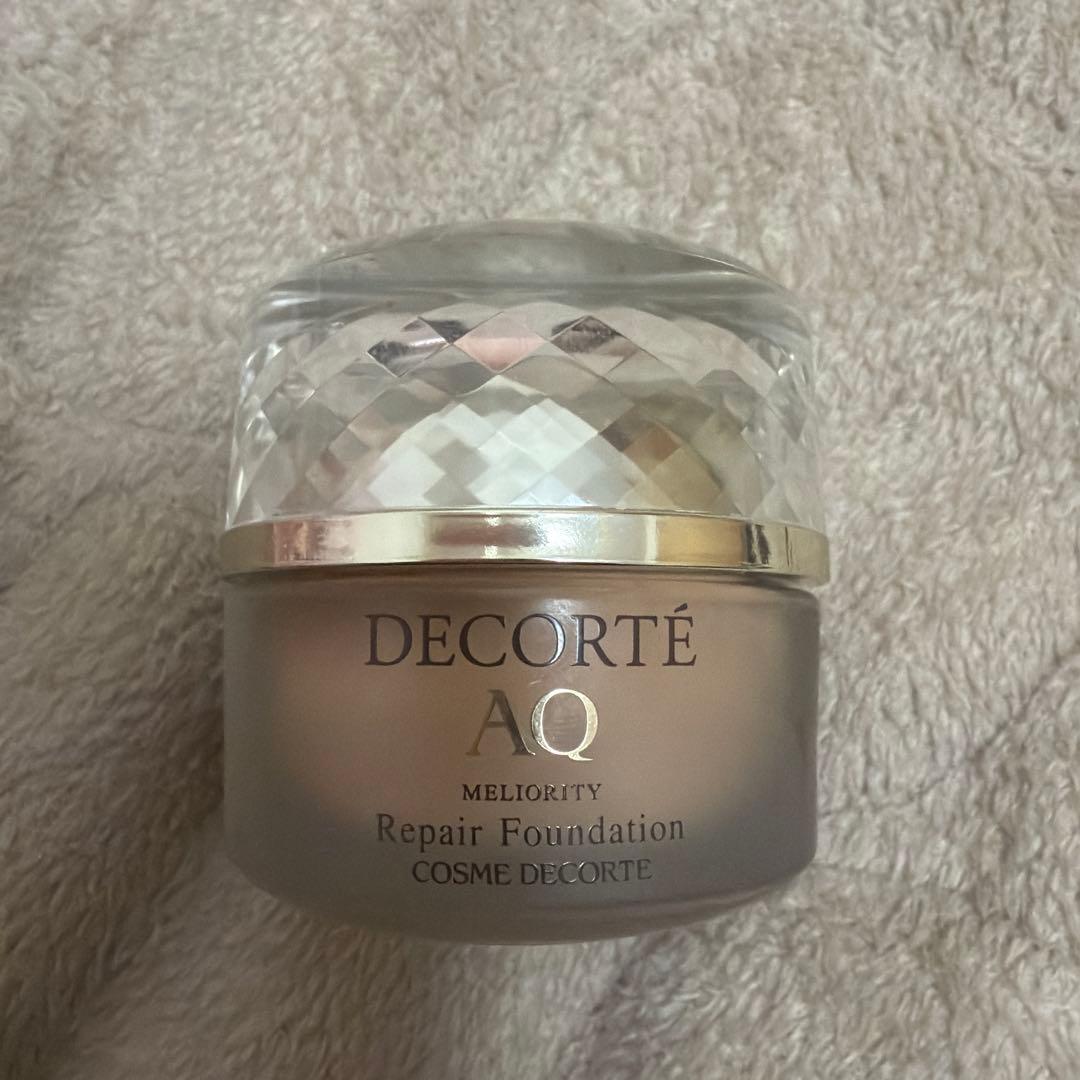 DECORTÉ
AQ
MELIORITY
Repair Foundation
COSME DECORTE